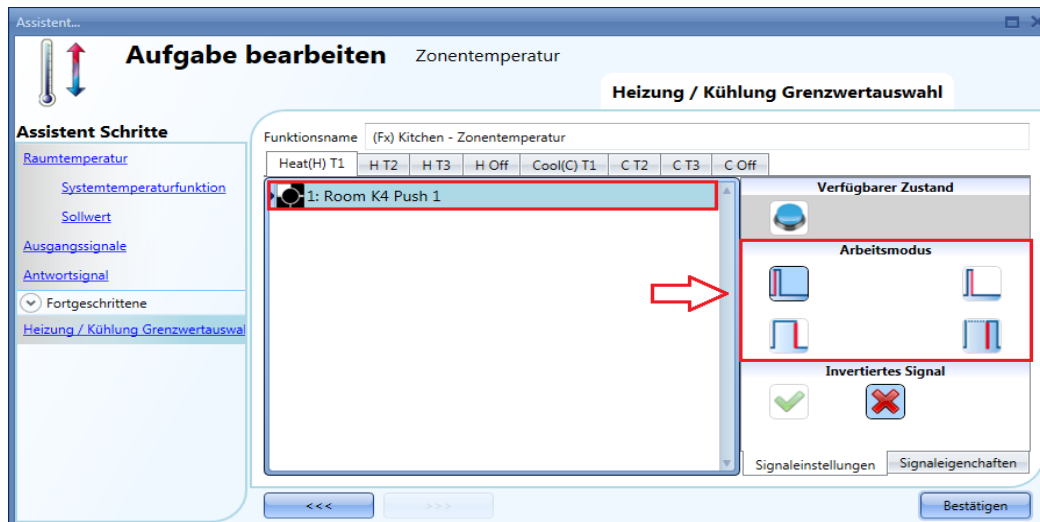 Assistent...
Aufgabe bearbeiten Zonentemperatur
Heizung / Kühlung Grenzwertauswahl
Assistent Schritte
Raumtemperatur
Systemtemperaturfunktion
Sollwert
Ausgangssignale
Antwortsignal
Fortgeschrittene
Heizung / Kühlung Grenzwertauswal
Funktionsname (Fx) Kitchen - Zonentemperatur
Heat(H) T1 H T2 H T3 H Off Cool(C) T1 C T2 C T3 C Off
1: Room K4 Push 1
Verfügbarer Zustand
Arbeitsmodus
Invertiertes Signal
Signaleinstellungen Signaleigenchaften
<<< >>> Bestätigen